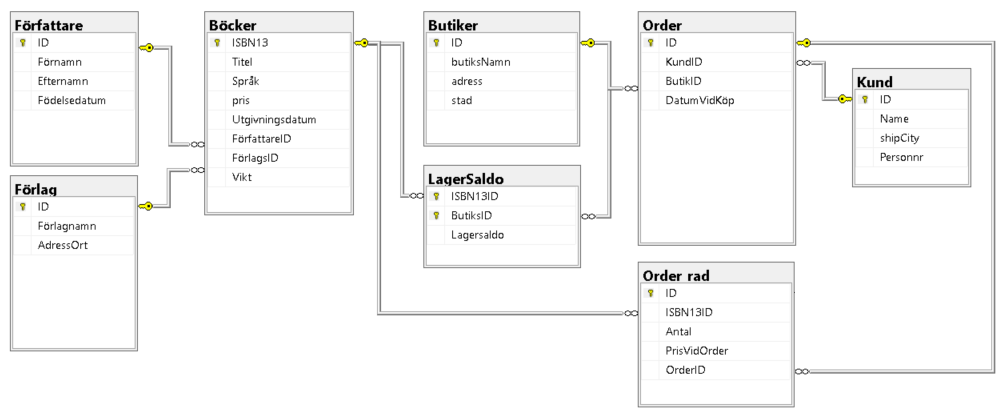 Författare
ID
Förnamn
Efternamn
Födelsedatum
Förlag
ID
Förlagnamn
AdressOrt
Böcker
ISBN13
Titel
Språk
pris
Utgivningsdatum
FörfattareID
FörlagsID
Vikt
Butiker
ID
butiksNamn
adress
stad
LagerSaldo
ISBN13ID
ButiksID
Lagersaldo
Order
ID
KundID
ButikID
DatumVidKöp
Kund
ID
Name
shipCity
Personnr
Order rad
ID
ISBN13ID
Antal
PrisVidOrder
OrderID